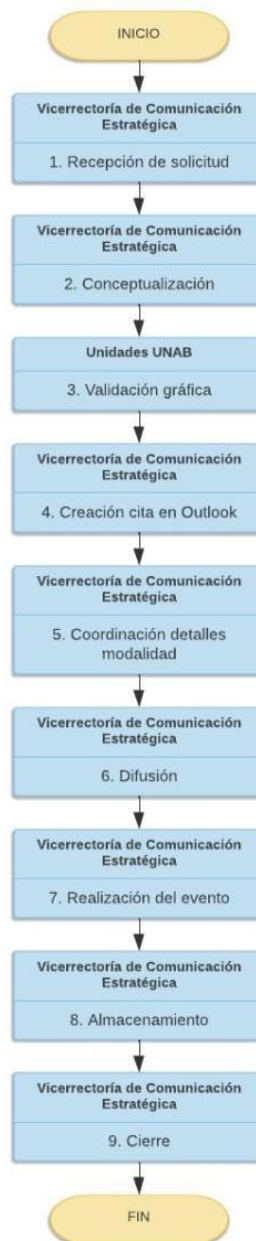 INICIO
Vicerrectoría de Comunicación
Estratégica
1. Recepción de solicitud
Vicerrectoría de Comunicación
Estratégica
2. Conceptualización
Unidades UNAB
3. Validación gráfica
Vicerrectoría de Comunicación
Estratégica
4. Creación cita en Outlook
Vicerrectoría de Comunicación
Estratégica
5. Coordinación detalles
modalidad
Vicerrectoría de Comunicación
Estratégica
6. Difusión
Vicerrectoría de Comunicación
Estratégica
7. Realización del evento
Vicerrectoría de Comunicación
Estratégica
8. Almacenamiento
Vicerrectoría de Comunicación
Estratégica
9. Cierre
FIN